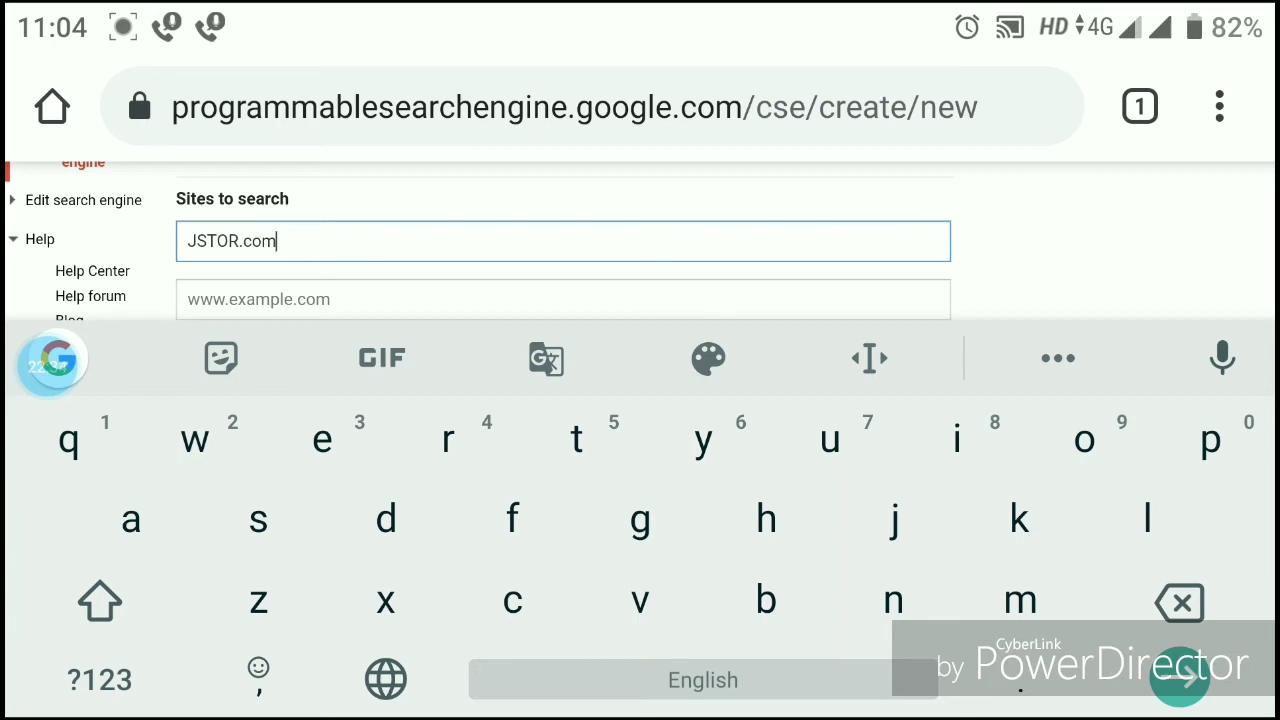 11:04 HD 4G 82%
programmablesearchengine.google.com/cse/create/new 1
engine
Edit search engine
Sites to search
Help
JSTOR.com
Help Center
Help forum
www.example.com
Blog
GIF
q 1 w 2 e 3 r 4 t 5 y 6 u 7 i 8 o 9 p 0
a s d f g h j k l
z x c v b n m
?123 , English .
CyberLink
by PowerDirector